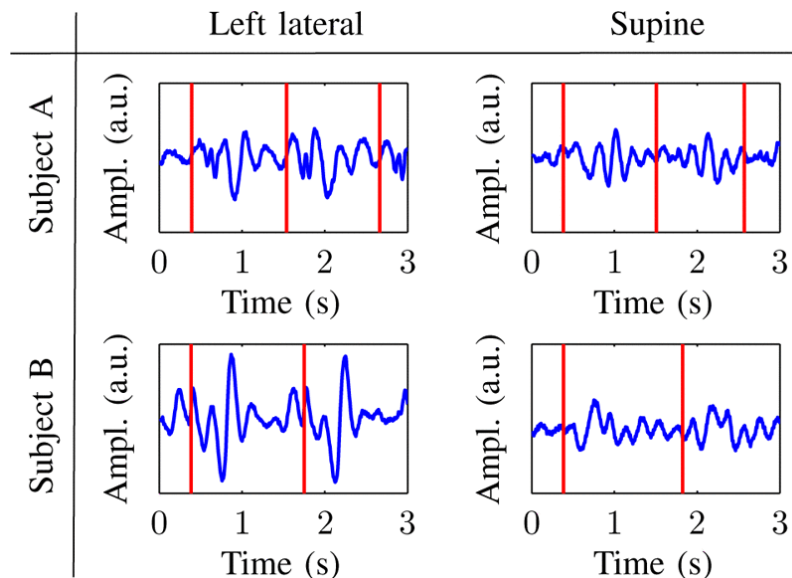 Left lateral Supine
Subject A
Ampl. (a.u.)
0 1 2 3
Time (s)
Ampl. (a.u.)
0 1 2 3
Time (s)
Subject B
Ampl. (a.u.)
0 1 2 3
Time (s)
Ampl. (a.u.)
0 1 2 3
Time (s)